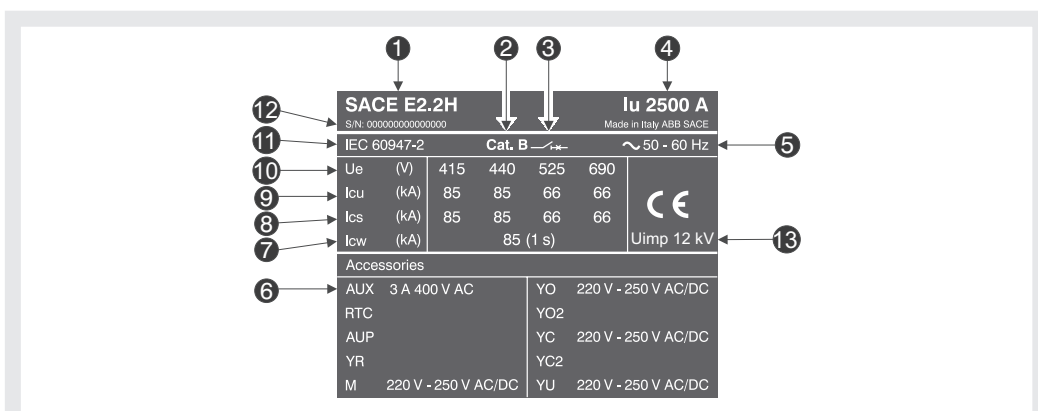 1 2 3 4
SACE E2.2H Iu 2500 A
12 S/N: 000000000000000 Made in Italy ABB SACE
11 IEC 60947-2 Cat. B ~ 50 - 60 Hz 5
10 Ue (V) 415 440 525 690
9 Icu (kA) 85 85 66 66 CE
8 Ics (kA) 85 85 66 66
7 Icw (kA) 85 (1 s) Uimp 12 kV 13
Accessories
6 AUX 3 A 400 V AC YO 220 V - 250 V AC/DC
RTC YO2
AUP YC 220 V - 250 V AC/DC
YR YC2
M 220 V - 250 V AC/DC YU 220 V - 250 V AC/DC